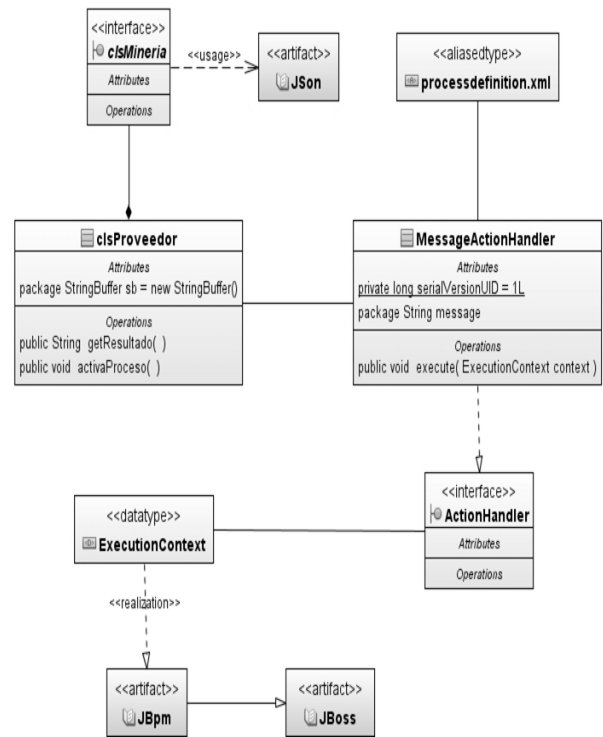 <<interface>>
clsMineria
Attributes
Operations
<<usage>>
<<artifact>>
JSon
<<aliasedtype>>
processdefinition.xml
clsProveedor
Attributes
package StringBuffer sb = new StringBuffer()
Operations
public String getResultado( )
public void activaProceso( )
MessageActionHandler
Attributes
private long serialVersionUID = 1L
package String message
Operations
public void execute( ExecutionContext context )
<<interface>>
ActionHandler
Attributes
Operations
<<datatype>>
ExecutionContext
<<realization>>
<<artifact>>
JBpm
<<artifact>>
JBoss